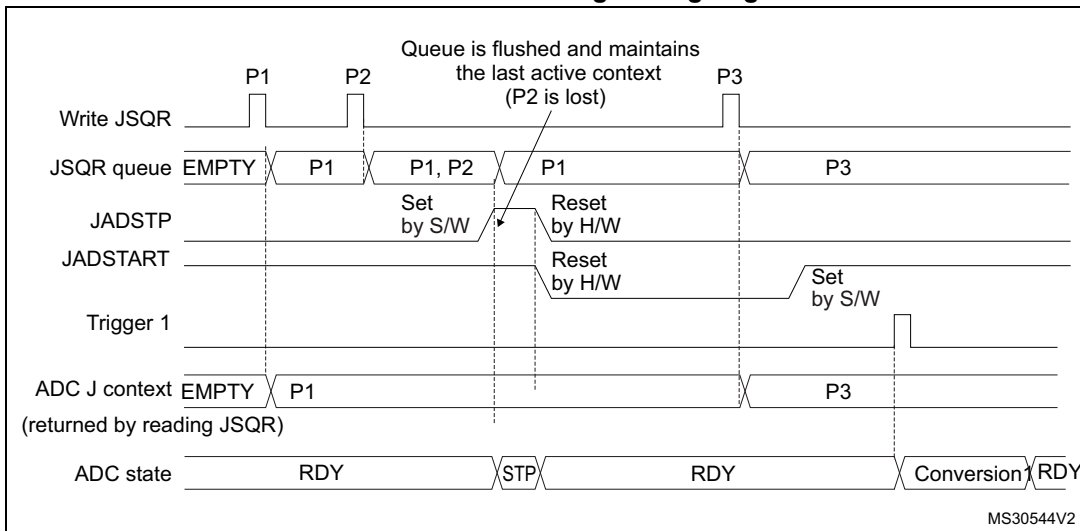 Queue is flushed and maintains
the last active context
(P2 is lost)
P1
P2
P3
Write JSQR
JSQR queue
EMPTY
P1
P1, P2
P1
P3
Set
by S/W
Reset
by H/W
JADSTP
JADSTART
Reset
by H/W
Set
by S/W
Trigger 1
ADC J context
(returned by reading JSQR)
EMPTY
P1
P3
ADC state
RDY
STP
RDY
Conversion1
RDY
MS30544V2